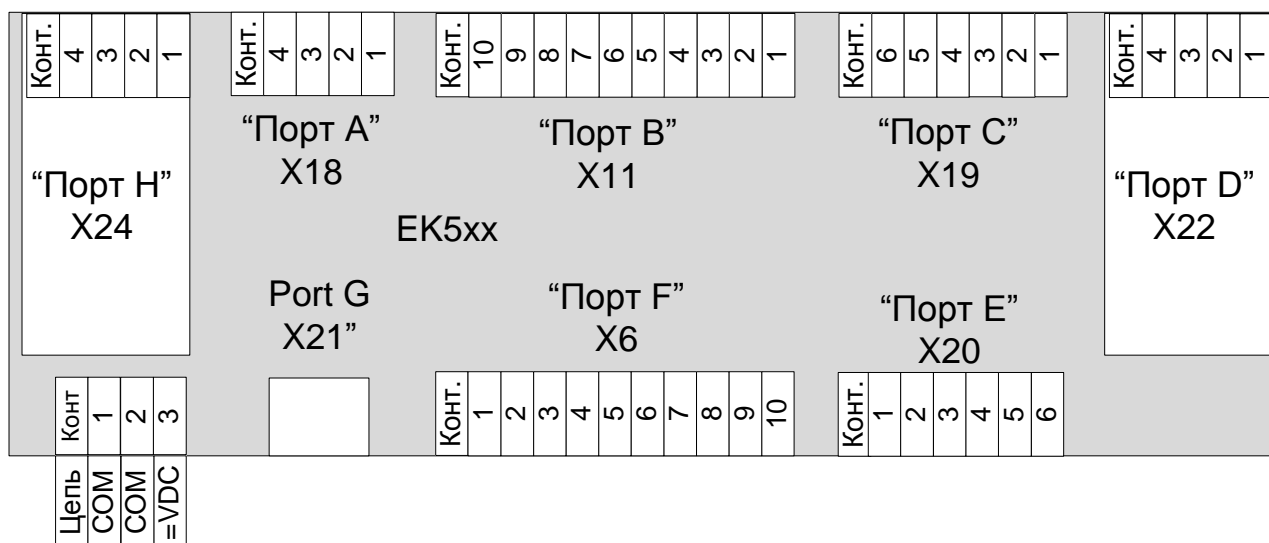 Конт. 4 3 2 1
Конт. 4 3 2 1
Конт. 10 9 8 7 6 5 4 3 2 1
Конт. 6 5 4 3 2 1
Конт. 4 3 2 1
“Порт H”
X24
“Порт A”
X18
“Порт B”
X11
“Порт C”
X19
“Порт D”
X22
EK5xx
Port G
X21”
“Порт F”
X6
“Порт E”
X20
Конт 1 2 3
Конт. 1 2 3 4 5 6 7 8 9 10
Конт. 1 2 3 4 5 6
Цепь COM COM =VDC